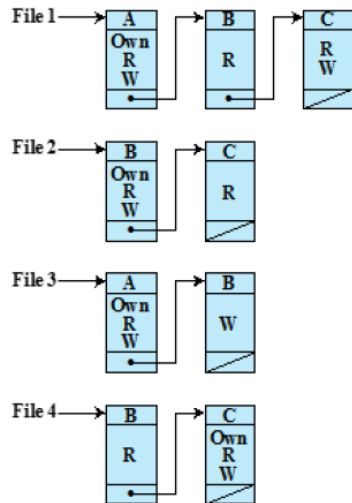 File 1 A B C
Own R R
R W
W
File 2 B C
Own R
R
W
File 3 A B
Own W
R
W
File 4 B C
R Own
R
W